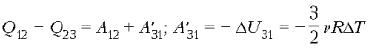 Q₁₂ − Q₂₃ = A₁₂ + A′₃₁; A′₃₁ = − ΔU₃₁ = − 3/2 νRΔT